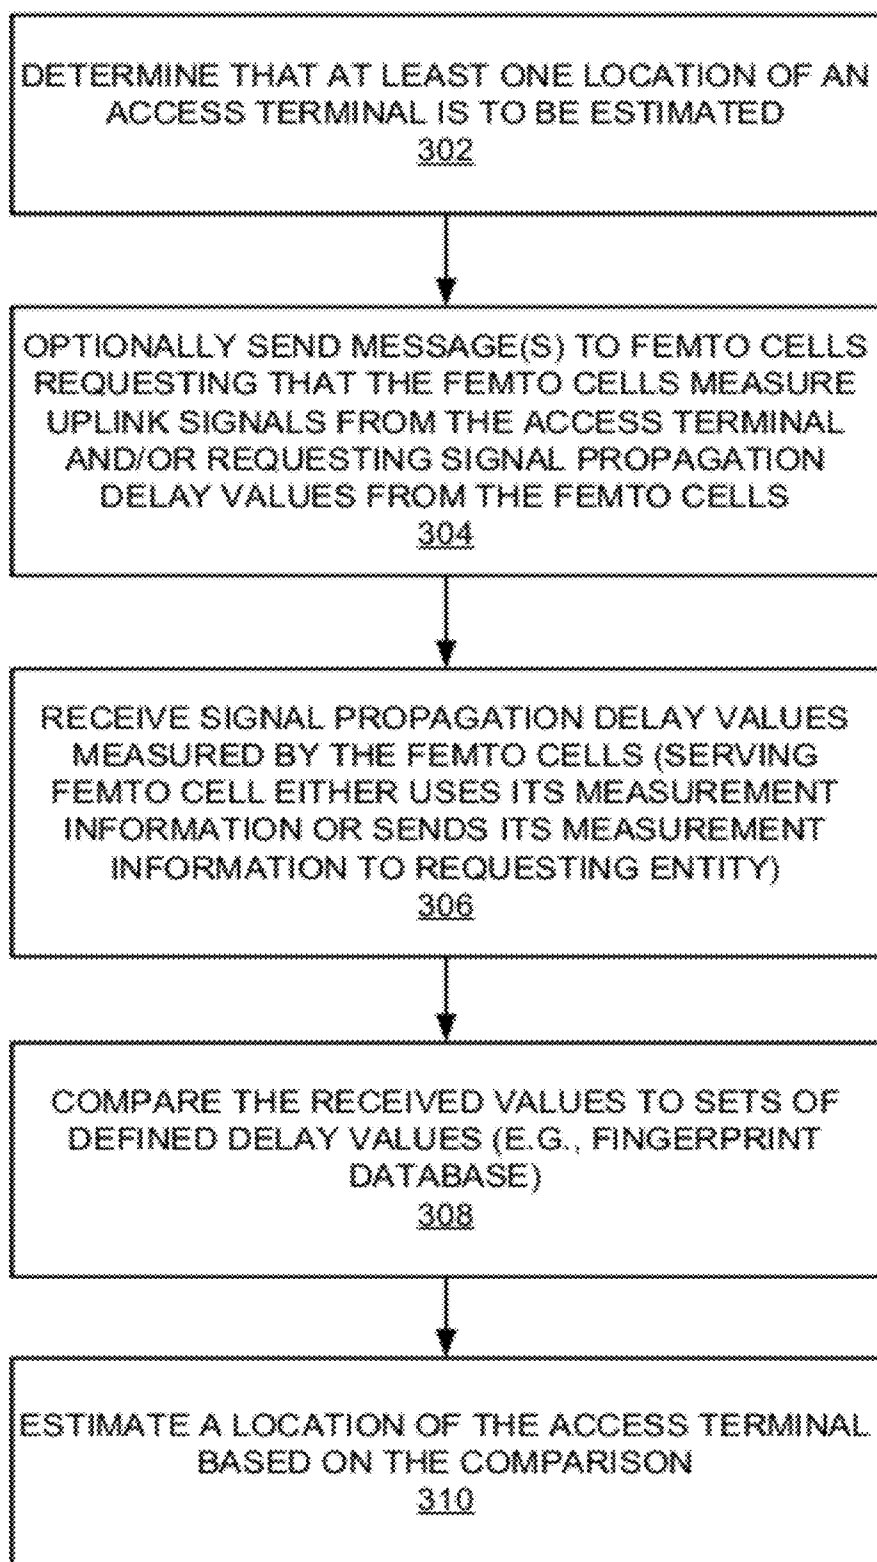 DETERMINE THAT AT LEAST ONE LOCATION OF AN
ACCESS TERMINAL IS TO BE ESTIMATED
302
OPTIONALLY SEND MESSAGE(S) TO FEMTO CELLS
REQUESTING THAT THE FEMTO CELLS MEASURE
UPLINK SIGNALS FROM THE ACCESS TERMINAL
AND/OR REQUESTING SIGNAL PROPAGATION
DELAY VALUES FROM THE FEMTO CELLS
304
RECEIVE SIGNAL PROPAGATION DELAY VALUES
MEASURED BY THE FEMTO CELLS (SERVING
FEMTO CELL EITHER USES ITS MEASUREMENT
INFORMATION OR SENDS ITS MEASUREMENT
INFORMATION TO REQUESTING ENTITY)
306
COMPARE THE RECEIVED VALUES TO SETS OF
DEFINED DELAY VALUES (E.G., FINGERPRINT
DATABASE)
308
ESTIMATE A LOCATION OF THE ACCESS TERMINAL
BASED ON THE COMPARISON
310